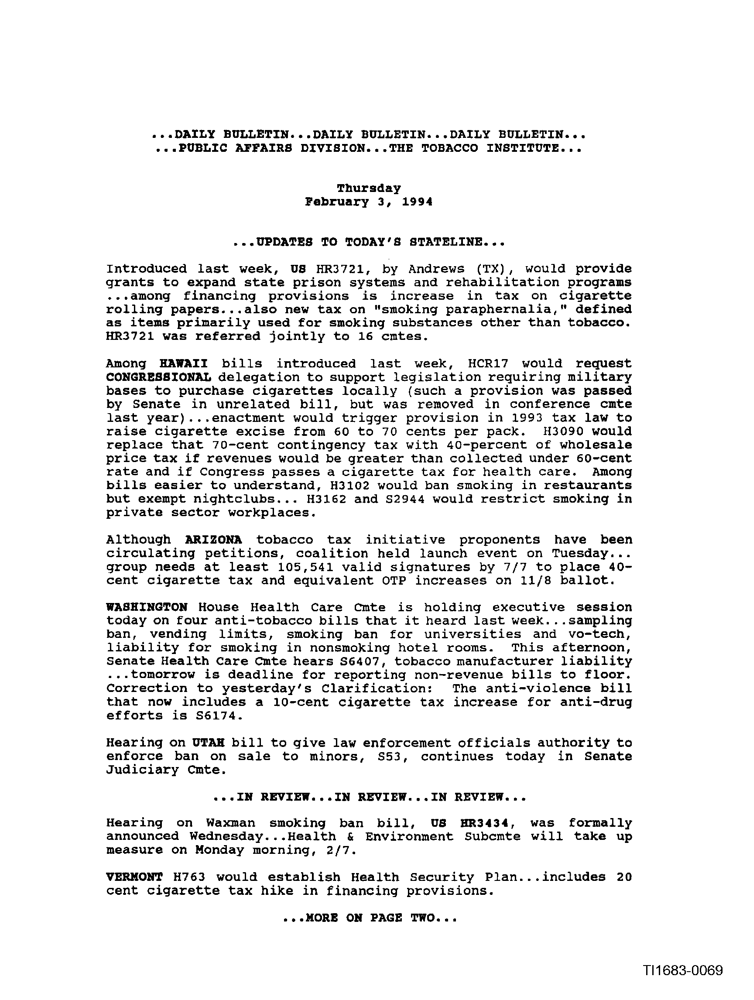 ...DAILY BULLETIN...DAILY BULLETIN...DAILY BULLETIN...
...PUBLIC AFFAIRS DIVISION...THE TOBACCO INSTITUTE...
Thursday
February 3, 1994
...UPDATES TO TODAY'S STATELINE...
Introduced last week, US HR3721, by Andrews (TX), would provide
grants to expand state prison systems and rehabilitation programs
...among financing provisions is increase in tax on cigarette
rolling papers...also new tax on "smoking paraphernalia," defined
as items primarily used for smoking substances other than tobacco.
HR3721 was referred jointly to 16 cmtes.
Among HAWAII bills introduced last week, HCR17 would request
CONGRESSIONAL delegation to support legislation requiring military
bases to purchase cigarettes locally (such a provision was passed
by Senate in unrelated bill, but was removed in conference cmte
last year)...enactment would trigger provision in 1993 tax law to
raise cigarette excise from 60 to 70 cents per pack. H3090 would
replace that 70-cent contingency tax with 40-percent of wholesale
price tax if revenues would be greater than collected under 60-cent
rate and if Congress passes a cigarette tax for health care. Among
bills easier to understand, H3102 would ban smoking in restaurants
but exempt nightclubs... H3162 and S2944 would restrict smoking in
private sector workplaces.
Although ARIZONA tobacco tax initiative proponents have been
circulating petitions, coalition held launch event on Tuesday...
group needs at least 105,541 valid signatures by 7/7 to place 40-
cent cigarette tax and equivalent OTP increases on 11/8 ballot.
WASHINGTON House Health Care Cmte is holding executive session
today on four anti-tobacco bills that it heard last week...sampling
ban, vending limits, smoking ban for universities and vo-tech,
liability for smoking in nonsmoking hotel rooms. This afternoon,
Senate Health Care Cmte hears S6407, tobacco manufacturer liability
...tomorrow is deadline for reporting non-revenue bills to floor.
Correction to yesterday's Clarification: The anti-violence bill
that now includes a 10-cent cigarette tax increase for anti-drug
efforts is S6174.
Hearing on UTAH bill to give law enforcement officials authority to
enforce ban on sale to minors, S53, continues today in Senate
Judiciary Cmte.
...IN REVIEW...IN REVIEW...IN REVIEW...
Hearing on Waxman smoking ban bill, US HR3434, was formally
announced Wednesday...Health & Environment Subcmte will take up
measure on Monday morning, 2/7.
VERMONT H763 would establish Health Security Plan...includes 20
cent cigarette tax hike in financing provisions.
...MORE ON PAGE TWO...
TI1683-0069